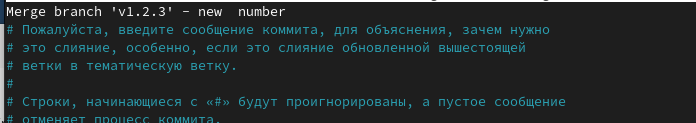 Merge branch 'v1.2.3' - new  number
# Пожалуйста, введите сообщение коммита, для объяснения, зачем нужно
# это слияние, особенно, если это слияние обновленной вышестоящей
# ветки в тематическую ветку.
#
# Строки, начинающиеся с «#» будут проигнорированы, а пустое сообщение
# отменяет процесс коммита.